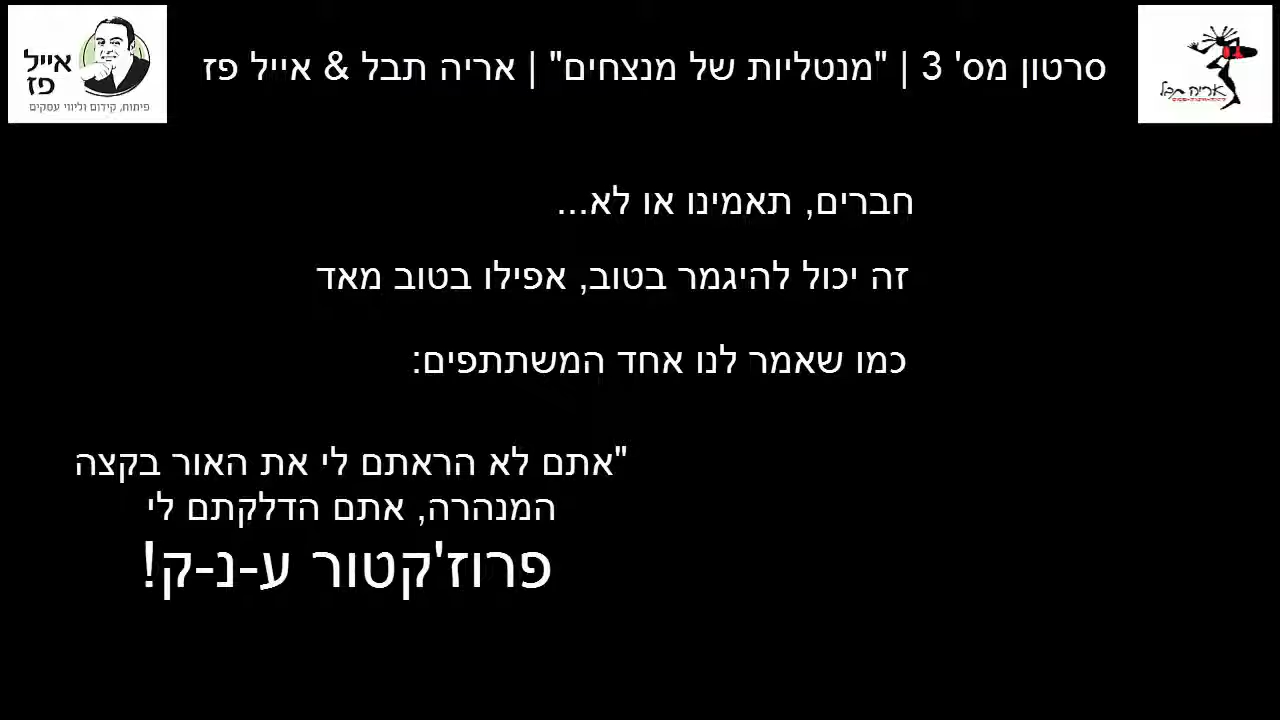 סרטון מס' 3 | "מנטליות של מנצחים" | אריה תבל & אייל פז
אריה תבל
אייל
פז
פיתוח, קידום וליווי עסקים
חברים, תאמינו או לא...
זה יכול להיגמר בטוב, אפילו בטוב מאד
כמו שאמר לנו אחד המשתתפים:
"אתם לא הראתם לי את האור בקצה
המנהרה, אתם הדלקתם לי
פרוז'קטור ע-נ-ק!